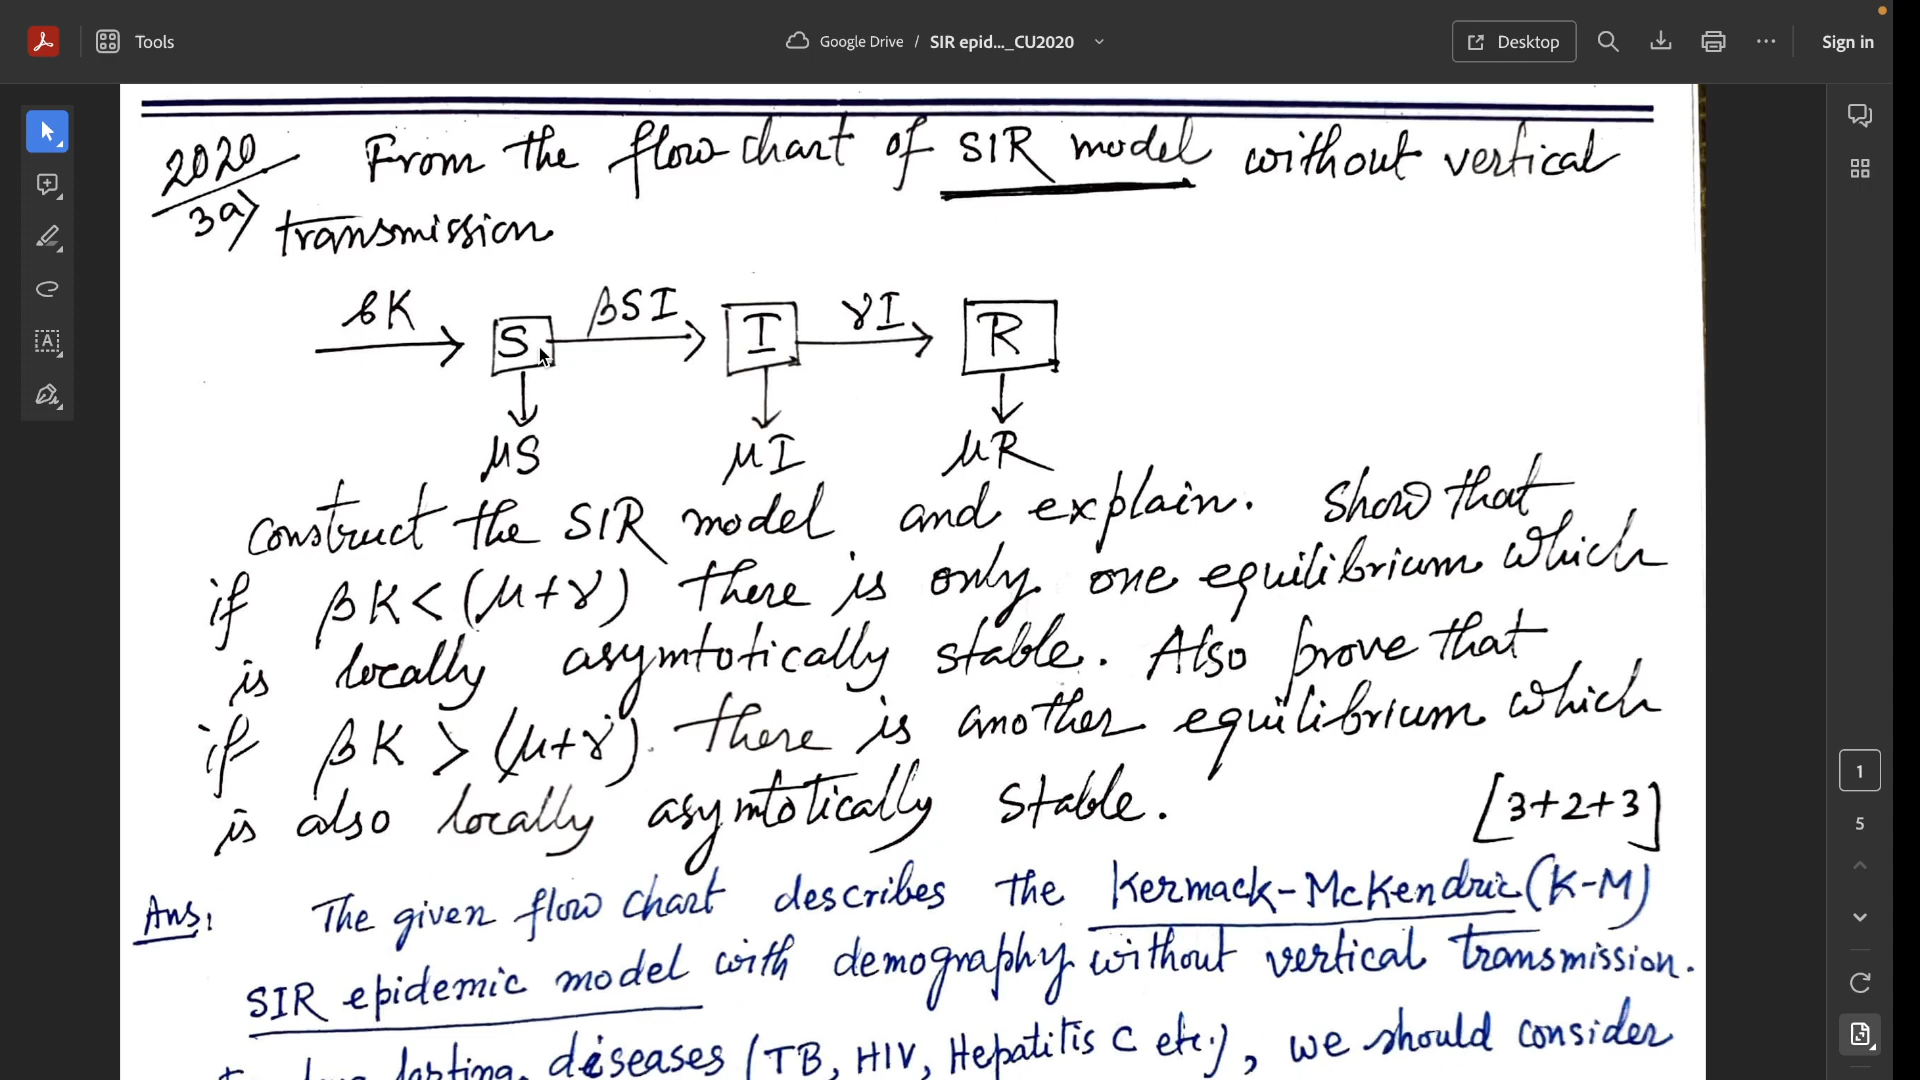 Tools
Google Drive / SIR epid..._CU2020
Desktop
Sign in
2020 From the flow chart of SIR model without vertical
3a) transmission
bK βSI γI
S I R
μS μI μR
construct the SIR model and explain. Show that
if βK < (μ+γ) there is only one equilibrium which
is locally asymtotically stable. Also prove that
if βK > (μ+γ). there is another equilibrium which
is also locally asymtotically stable.
[3+2+3]
Ans: The given flow chart describes the Kermack-McKendric (K-M)
SIR epidemic model with demography without vertical transmission.
lasting diseases (TB, HIV, Hepatitis C etc.), we should consider
1
5